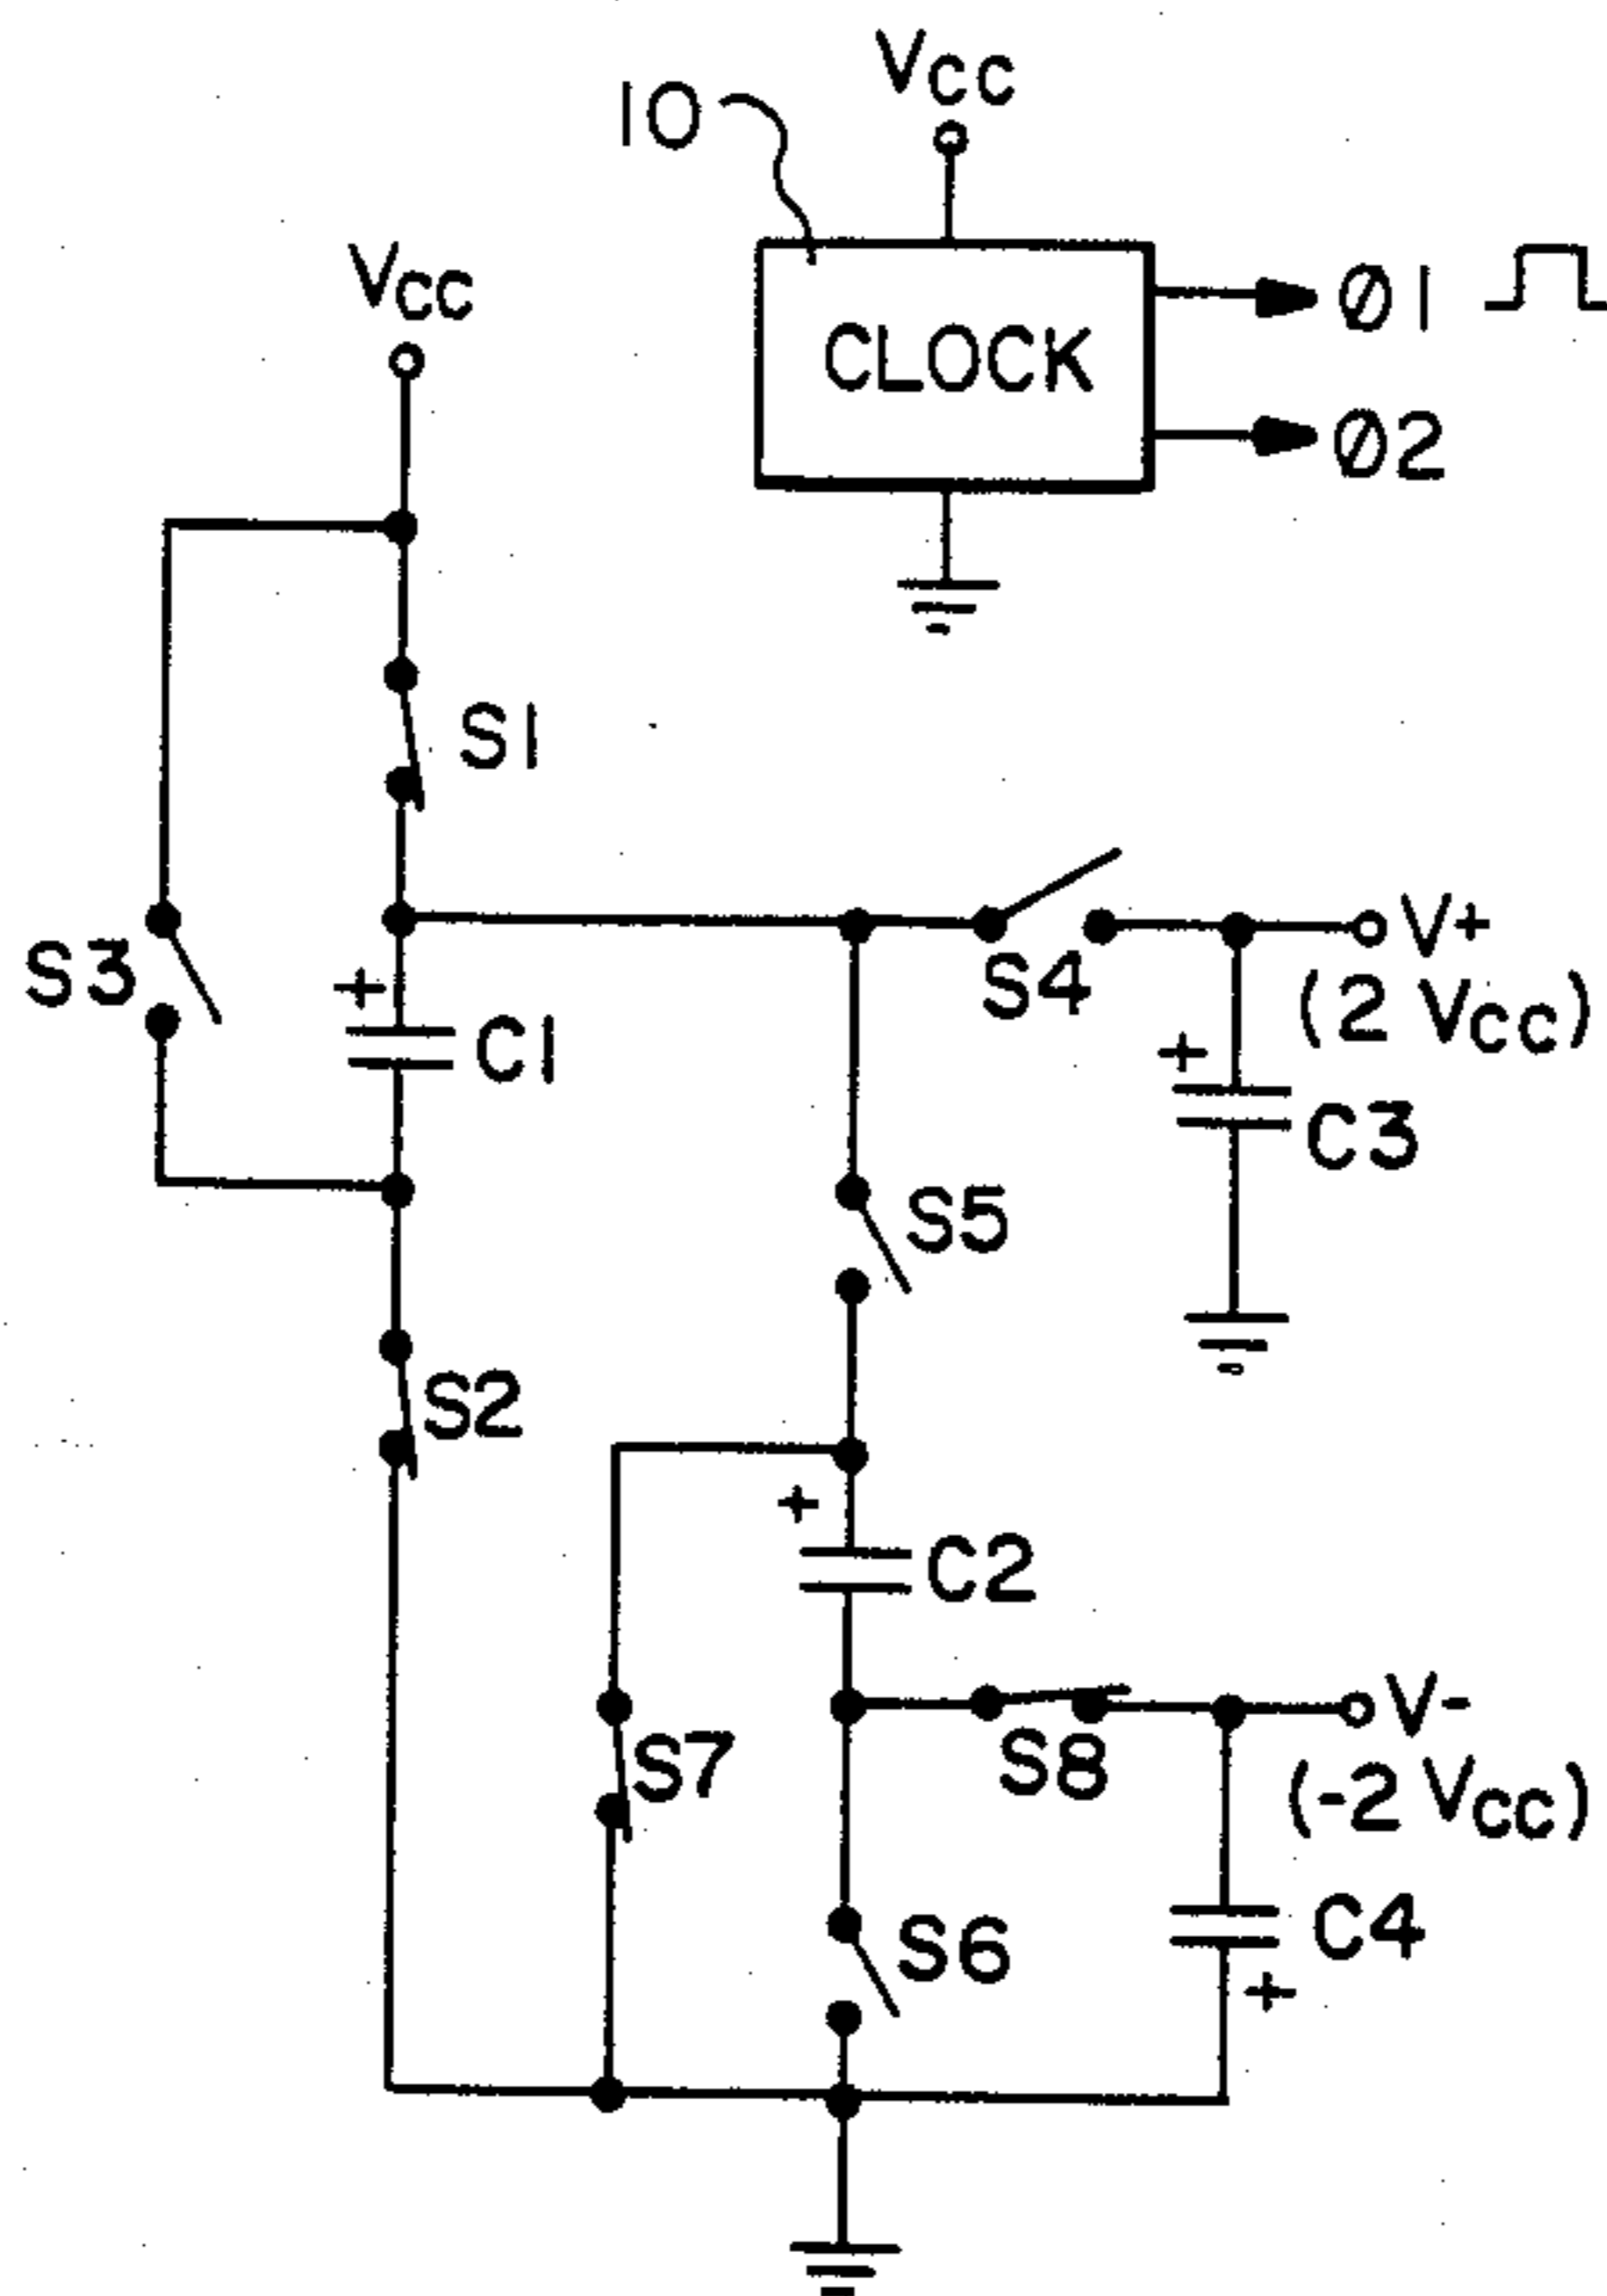 10
VCC
VCC
CLOCK
Ø1
Ø2
S1
S3
+
C1
S4
V+
(2 VCC)
+
C3
S5
S2
+
C2
S7
S8
V-
(-2 VCC)
S6
C4
+